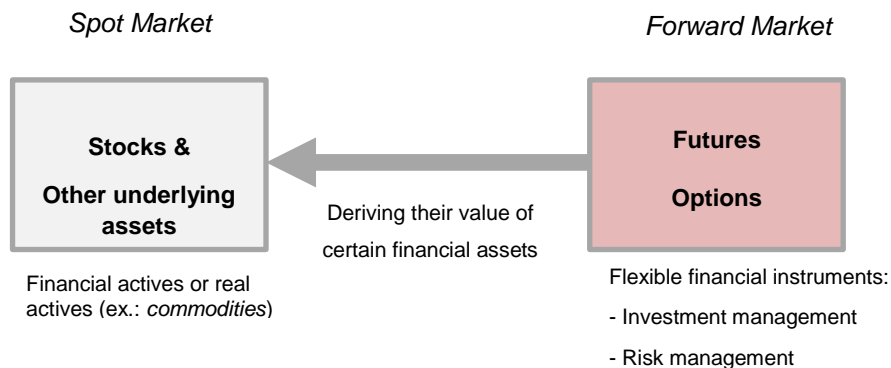 Spot Market
Forward Market
Stocks &
Other underlying
assets
Futures
Options
Deriving their value of
certain financial assets
Financial actives or real
actives (ex.: commodities)
Flexible financial instruments:
- Investment management
- Risk management